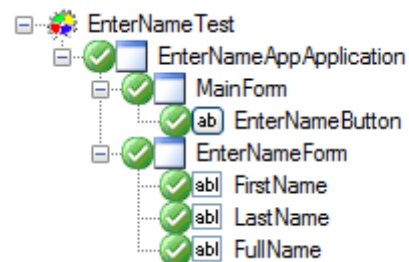 EnterNameTest
EnterNameAppApplication
MainForm
ab EnterNameButton
EnterNameForm
abl FirstName
abl LastName
abl FullName